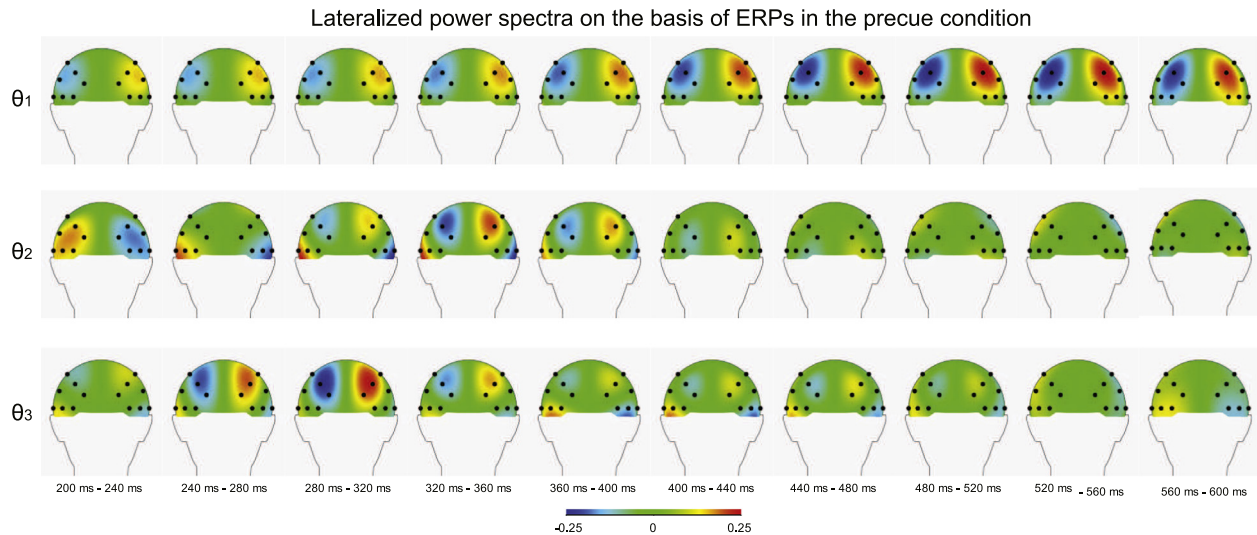 Lateralized power spectra on the basis of ERPs in the precue condition
θ1
θ2
θ3
200 ms - 240 ms 240 ms - 280 ms 280 ms - 320 ms 320 ms - 360 ms 360 ms - 400 ms 400 ms - 440 ms 440 ms - 480 ms 480 ms - 520 ms 520 ms - 560 ms 560 ms - 600 ms
-0.25 0 0.25